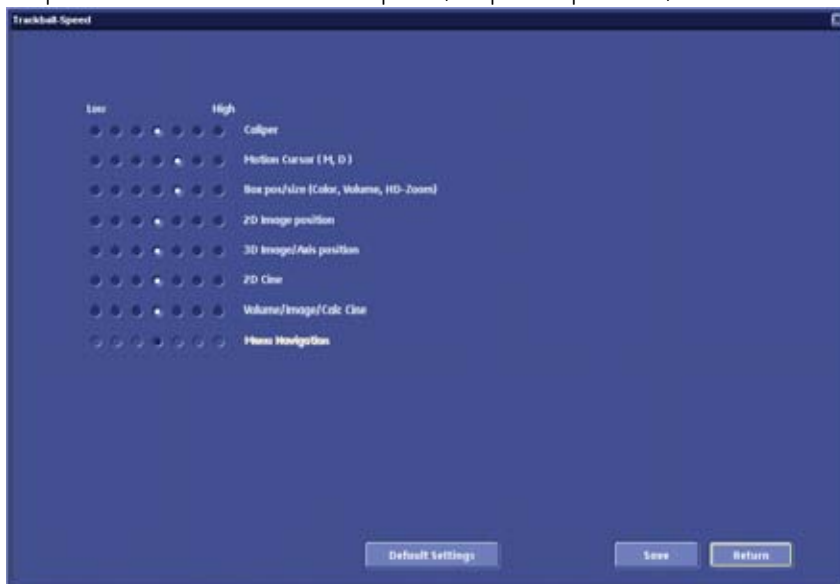 Trackball-Speed
Low High
Caliper
Motion Cursor ( M, D )
Box pos/size (Color, Volume, HD-Zoom)
2D Image position
3D Image/Axis position
2D Cine
Volume/Image/Calc Cine
Menu Navigation
Default Settings Save Return